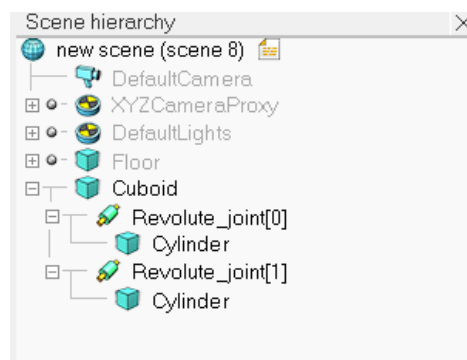 Scene hierarchy
new scene (scene 8)
DefaultCamera
XYZCameraProxy
DefaultLights
Floor
Cuboid
Revolute_joint[0]
Cylinder
Revolute_joint[1]
Cylinder